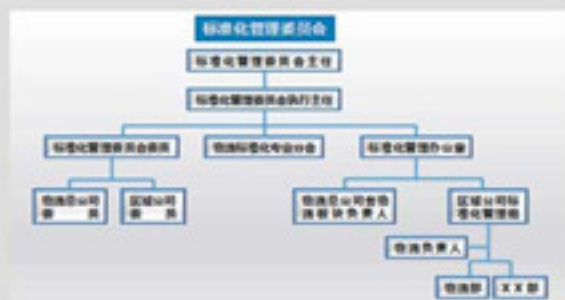 标准化管理委员会
标准化管理委员会主任
标准化管理委员会执行主任
标准化管理委员会委员
物流标准化专业分会
标准化管理办公室
物流总公司
委 员
区域公司
委 员
物流总公司各物
流板块负责人
区域公司标
准化管理组
物流负责人
物流部
XX部